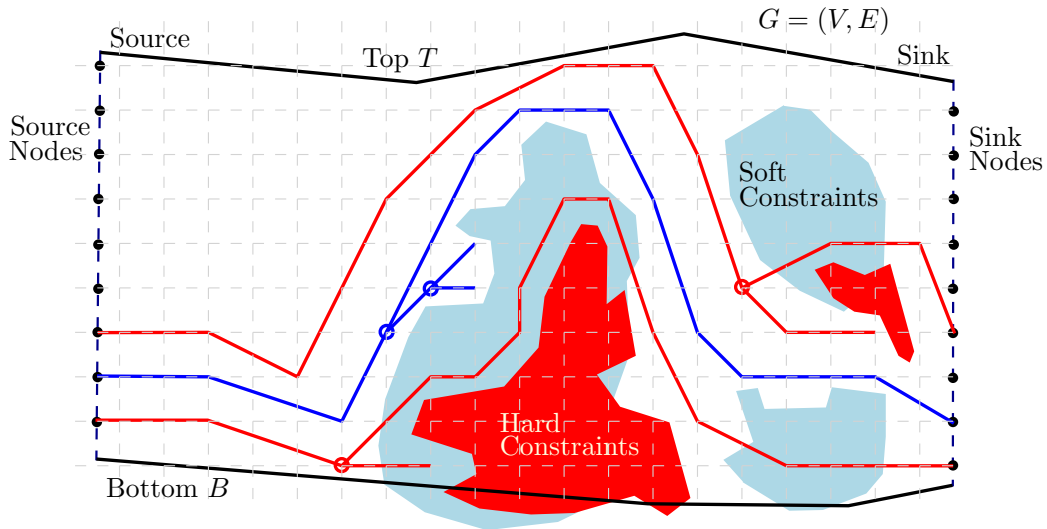 G = (V, E)
Source
Top T
Sink
Source
Nodes
Sink
Nodes
Soft
Constraints
Hard
Constraints
Bottom B